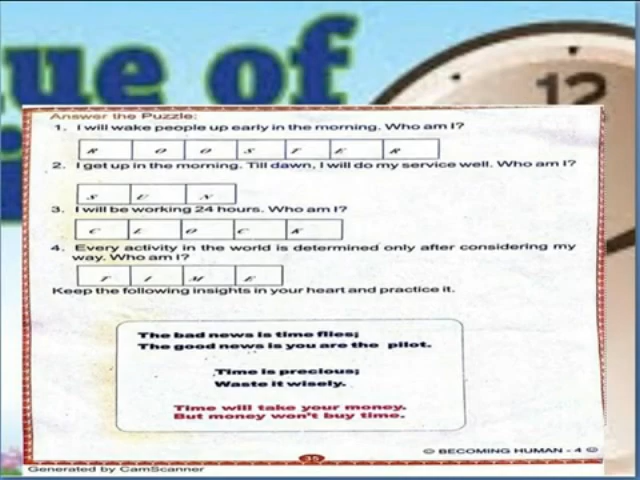 ue of
12
Answer the Puzzle:
1. I will wake people up early in the morning. Who am I?
R O O S T E R
2. I get up in the morning. Till dawn, I will do my service well. Who am I?
S U N
3. I will be working 24 hours. Who am I?
C L O C K
4. Every activity in the world is determined only after considering my
way. Who am I?
T I M E
Keep the following insights in your heart and practice it.
The bad news is time flies;
The good news is you are the pilot.
Time is precious;
Waste it wisely.
Time will take your money.
But money won't buy time.
35
© BECOMING HUMAN - 4 ©
Generated by CamScanner